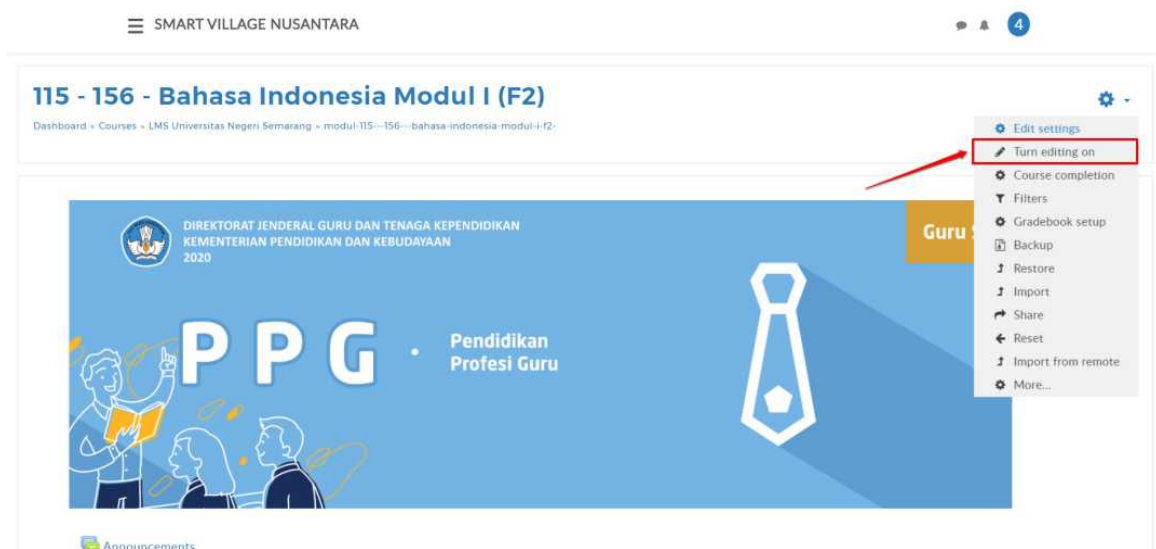 SMART VILLAGE NUSANTARA
4
115 - 156 - Bahasa Indonesia Modul I (F2)
Dashboard » Courses » LMS Universitas Negeri Semarang » modul-115---156---bahasa-indonesia-modul-i-f2-
Edit settings
Turn editing on
Course completion
Filters
Gradebook setup
Backup
Restore
Import
Share
Reset
Import from remote
More...
DIREKTORAT JENDERAL GURU DAN TENAGA KEPENDIDIKAN
KEMENTERIAN PENDIDIKAN DAN KEBUDAYAAN
2020
Guru
PPG
Pendidikan
Profesi Guru
Announcements